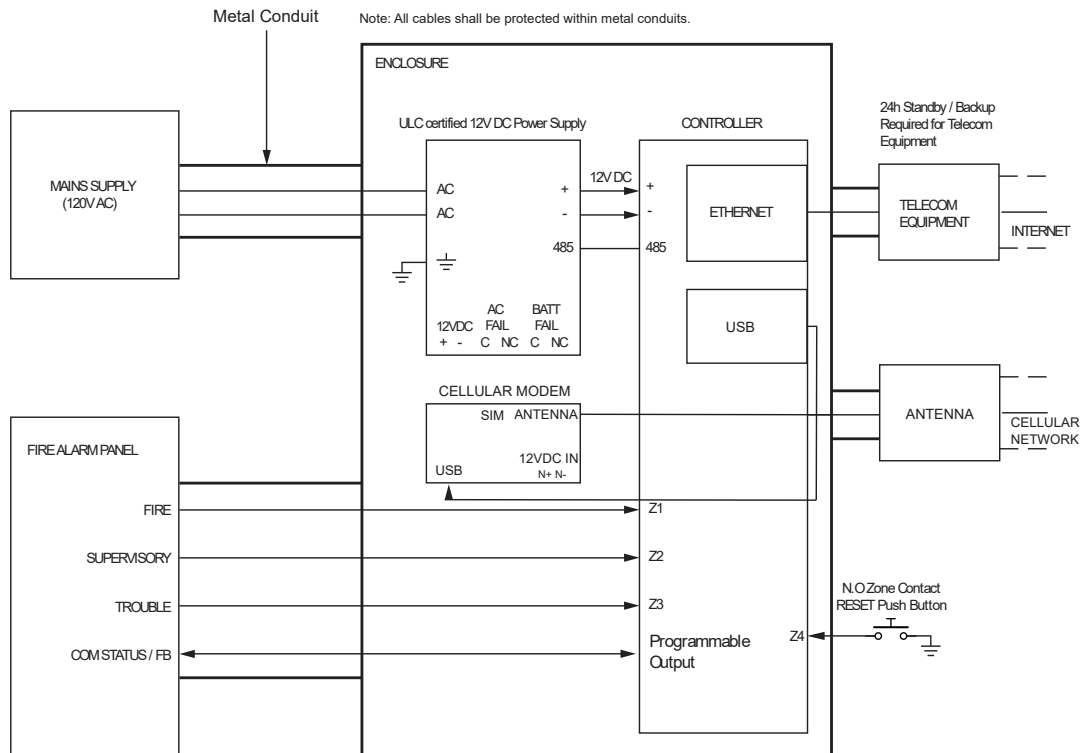 Metal Conduit
Note: All cables shall be protected within metal conduits.
ENCLOSURE
24h Standby / Backup
Required for Telecom
Equipment
ULC certified 12V DC Power Supply
CONTROLLER
MAINS SUPPLY
(120V AC)
AC
AC
+
-
485
12V DC
+
-
485
ETHERNET
TELECOM
EQUIPMENT
INTERNET
12VDC
+ -
AC
FAIL
C NC
BATT
FAIL
C NC
USB
CELLULAR MODEM
SIM ANTENNA
12VDC IN
N+ N-
USB
ANTENNA
CELLULAR
NETWORK
FIRE ALARM PANEL
FIRE
Z1
SUPERVISORY
Z2
TROUBLE
Z3
N.O Zone Contact
RESET Push Button
Z4
COM STATUS / FB
Programmable
Output